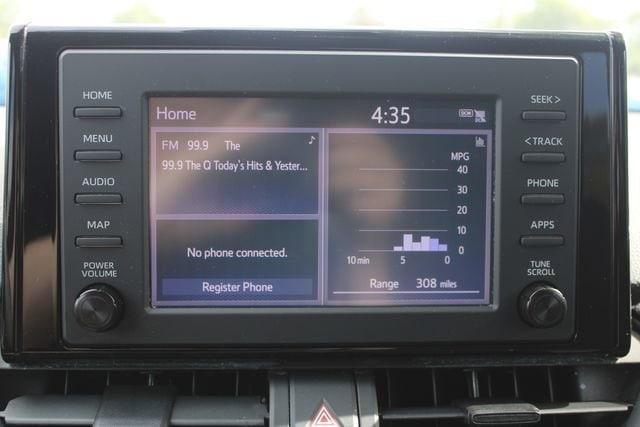 HOME
MENU
AUDIO
MAP
POWER
VOLUME
Home 4:35 DCM
FM 99.9 The
99.9 The Q Today's Hits & Yester...
No phone connected.
Register Phone
MPG
40
30
20
10
0
10 min 5 0
Range 308 miles
SEEK >
< TRACK
PHONE
APPS
TUNE
SCROLL